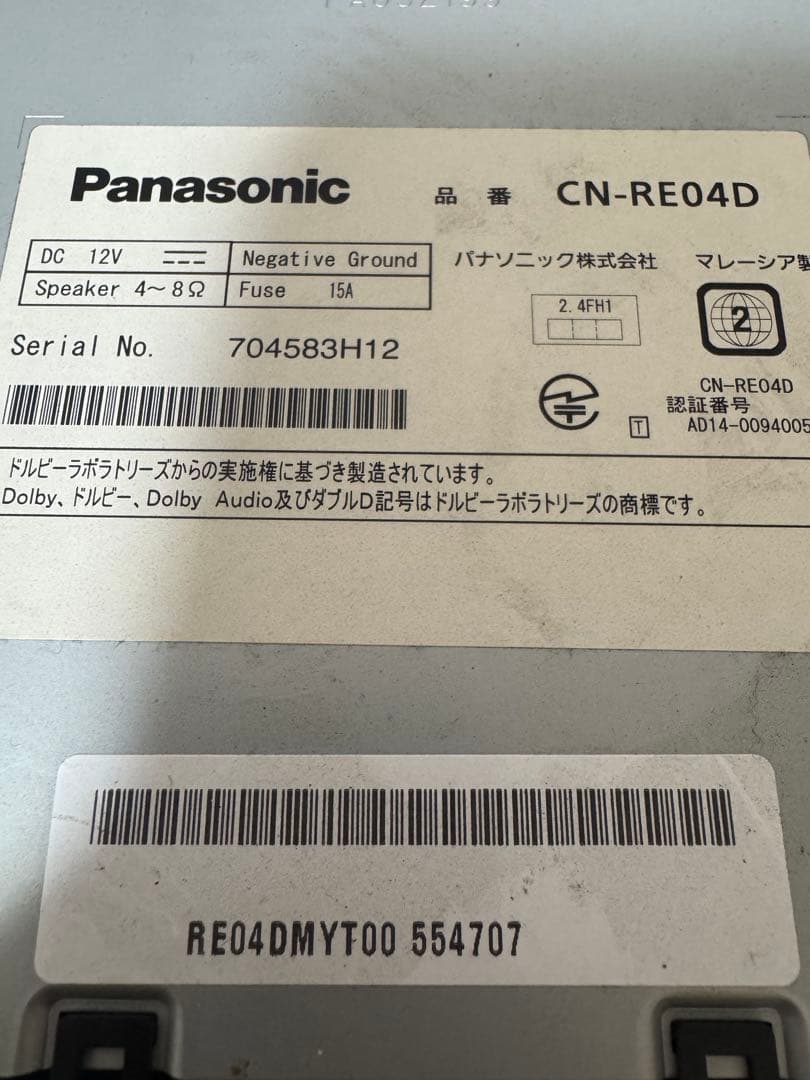 Panasonic 品番 CN-RE04D
DC 12V Negative Ground パナソニック株式会社 マレーシア製
Speaker 4～8Ω Fuse 15A
2.4FH1
2
Serial No. 704583H12
CN-RE04D
認証番号
T AD14-0094005
ドルビーラボラトリーズからの実施権に基づき製造されています。
Dolby、ドルビー、Dolby Audio及びダブルD記号はドルビーラボラトリーズの商標です。
RE04DMYT00 554707